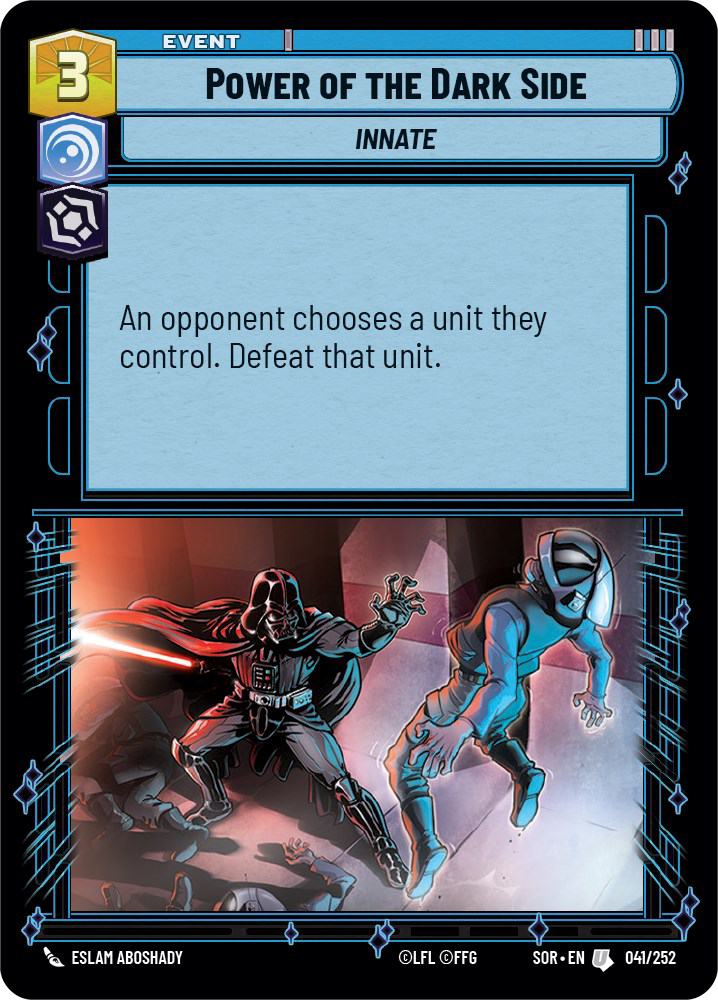 EVENT
3
POWER OF THE DARK SIDE
INNATE
An opponent chooses a unit they
control. Defeat that unit.
ESLAM ABOSHADY
©LFL ©FFG
SOR • EN
U
041/252